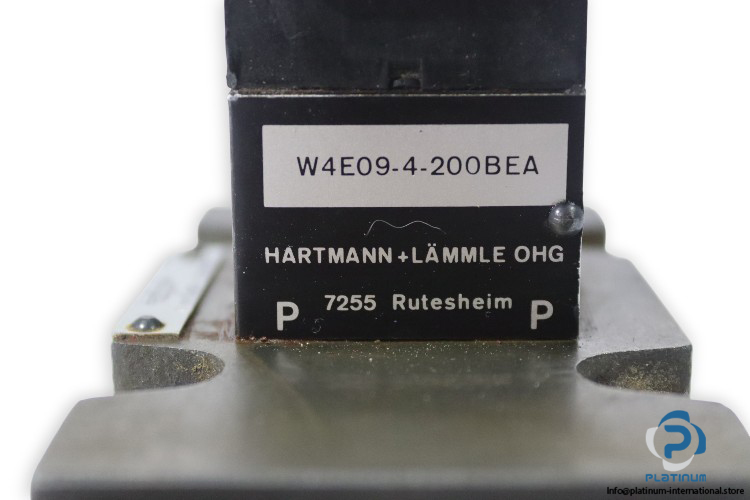 W4E09-4-200BEA
HARTMANN+LÄMMLE OHG
P 7255 Rutesheim P
PLATINUM
Info@platinum-international.store